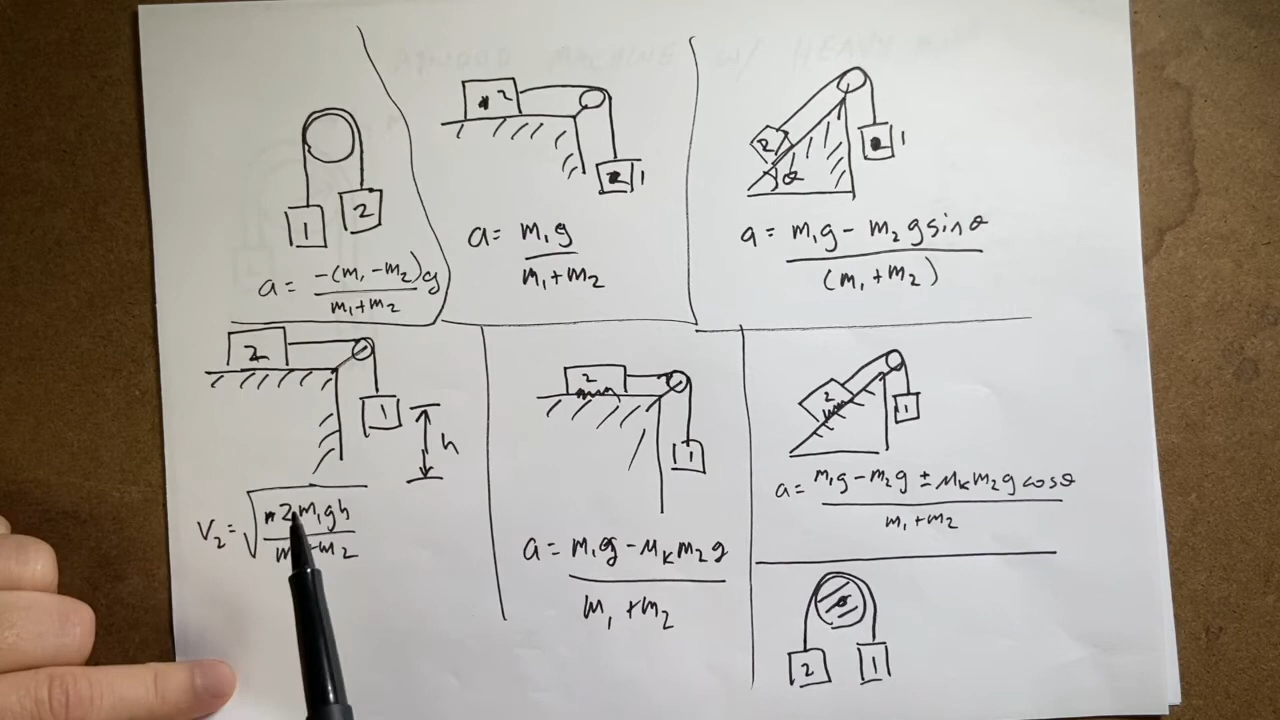 1
2
a = -(m₁ - m₂)g / m₁ + m₂
2
1
a = m₁g / m₁ + m₂
2
1
θ
a = m₁g - m₂gsinθ / (m₁ + m₂)
2
1
h
V₂ = √ 2m₁gh / m₁ + m₂
2
1
a = m₁g - μₖm₂g / m₁ + m₂
2
1
a = m₁g - m₂g ± μₖm₂g cosθ / m₁ + m₂
2
1